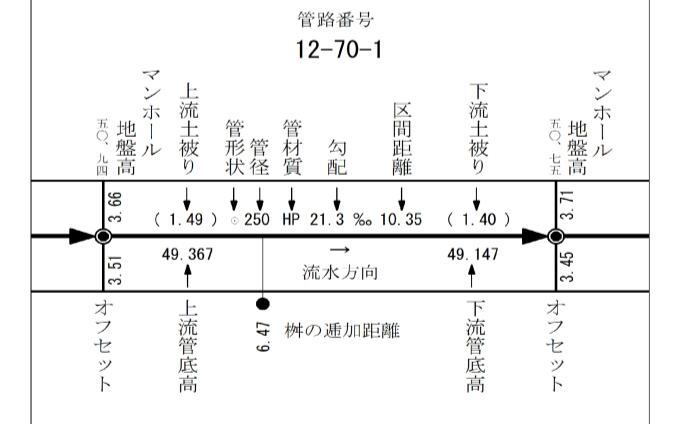 管路番号
12-70-1
マンホール
地盤高
五〇、九四
上流土被り
管形状
管径
管材質
勾配
区間距離
下流土被り
マンホール
地盤高
五〇、七五
3.66
( 1.49 ) ○ 250 HP 21.3 ‰ 10.35 ( 1.40 )
3.71
3.51
49.367
→
流水方向
49.147
3.45
オフセット
上流管底高
6.47
桝の逓加距離
下流管底高
オフセット